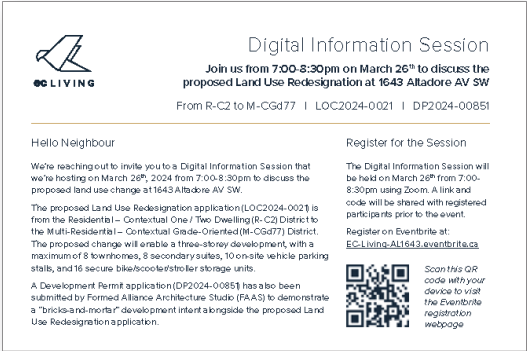 Digital Information Session
Join us from 7:00-8:30pm on March 26th to discuss the
proposed Land Use Redesignation at 1643 Altadore AV SW
From R-C2 to M-CGd77 | LOC2024-0021 | DP2024-00851
ec LIVING
Hello Neighbour
We're reaching out to invite you to a Digital Information Session that
we're hosting on March 26th, 2024 from 7:00-8:30pm to discuss the
proposed land use change at 1643 Altadore AV SW.
The proposed Land Use Redesignation application (LOC2024-0021) is
from the Residential – Contextual One / Two Dwelling (R-C2) District to
the Multi-Residential – Contextual Grade-Oriented (M-CGd77) District.
The proposed change will enable a three-storey development, with a
maximum of 8 townhomes, 8 secondary suites, 10 on-site vehicle parking
stalls, and 16 secure bike/scooter/stroller storage units.
A Development Permit application (DP2024-00851) has also been
submitted by Formed Alliance Architecture Studio (FAAS) to demonstrate
a "bricks-and-mortar" development intent alongside the proposed Land
Use Redesignation application.
Register for the Session
The Digital Information Session will
be held on March 26th from 7:00-
8:30pm using Zoom. A link and
code will be shared with registered
participants prior to the event.
Register on Eventbrite at:
EC-Living-AL1643.eventbrite.ca
Scan this QR
code with your
device to visit
the Eventbrite
registration
webpage